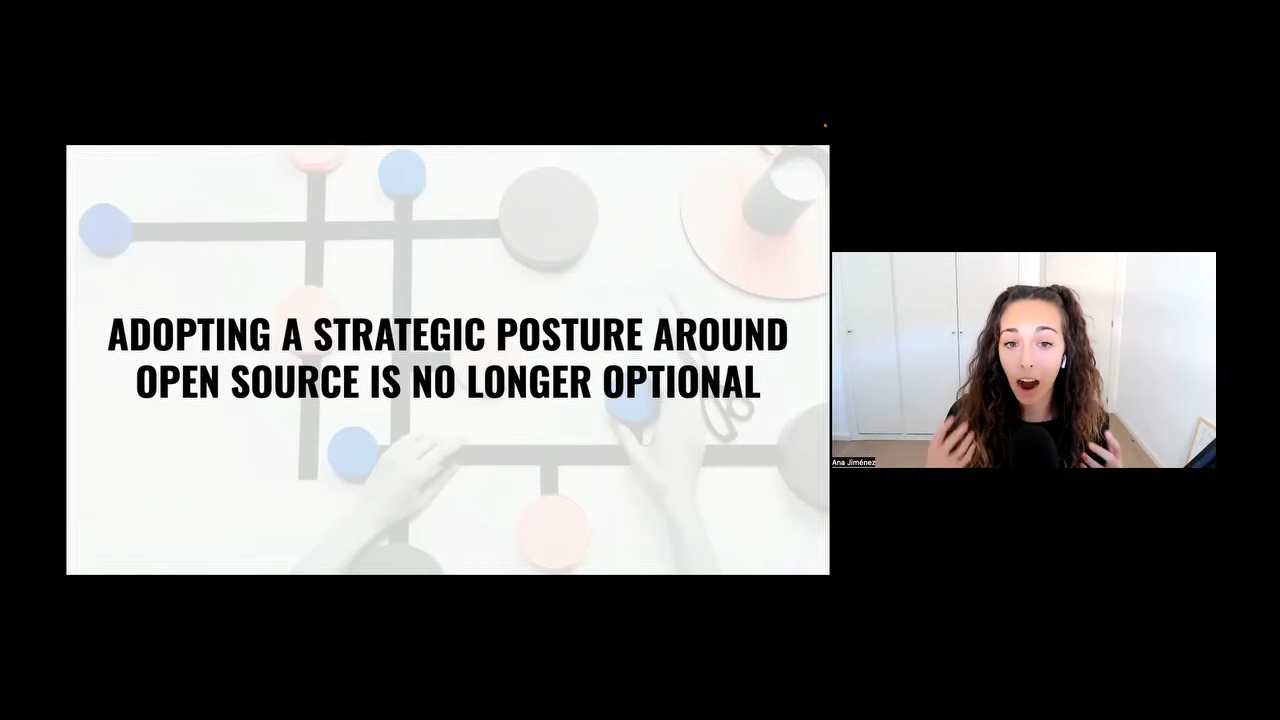 ADOPTING A STRATEGIC POSTURE AROUND
OPEN SOURCE IS NO LONGER OPTIONAL
Ana Jiménez